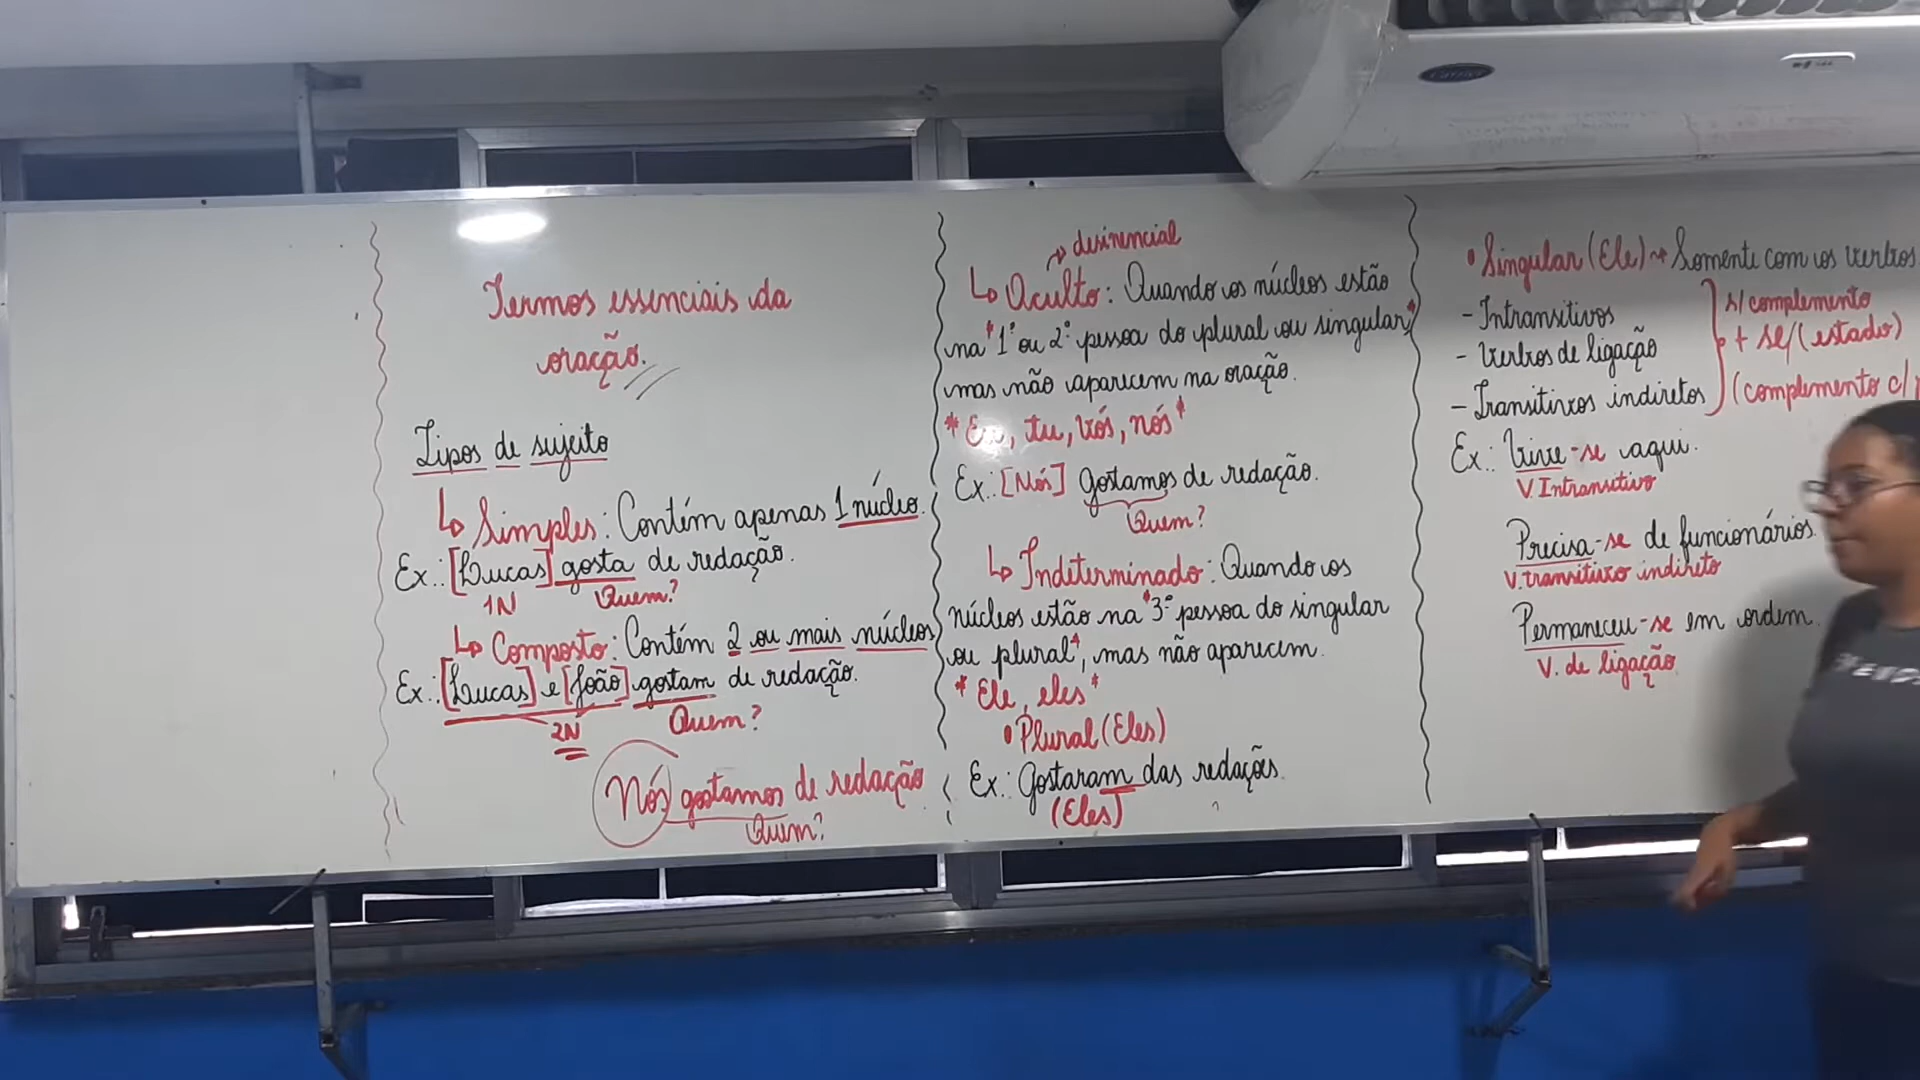 Termos essenciais da
oração.
Tipos de sujeito
↳ Simples: Contém apenas 1 núcleo.
Ex.: [Lucas] gosta de redação.
1N Quem?
↳ Composto: Contém 2 ou mais núcleos
Ex.: [Lucas] e [João] gostam de redação.
2N Quem?
Nós gostamos de redação
Quem?
→ desinencial
↳ Oculto: Quando os núcleos estão
na *1ª ou 2ª pessoa do plural ou singular,*
mas não aparecem na oração.
* Eu, tu, vós, nós *
Ex.: [Nós] gostamos de redação.
Quem?
↳ Indeterminado: Quando os
núcleos estão na *3ª pessoa do singular
ou plural*, mas não aparecem.
* Ele, eles *
• Plural (Eles)
Ex.: Gostaram das redações.
(Eles)
• Singular (Ele) → Somente com os verbos
- Intransitivos } s/ complemento
- Verbos de ligação + se/(estado)
- Transitivos indiretos (complemento c/
Ex.: Vive-se aqui.
V. Intransitivo
Precisa-se de funcionários.
V. transitivo indireto
Permaneceu-se em ordem.
V. de ligação